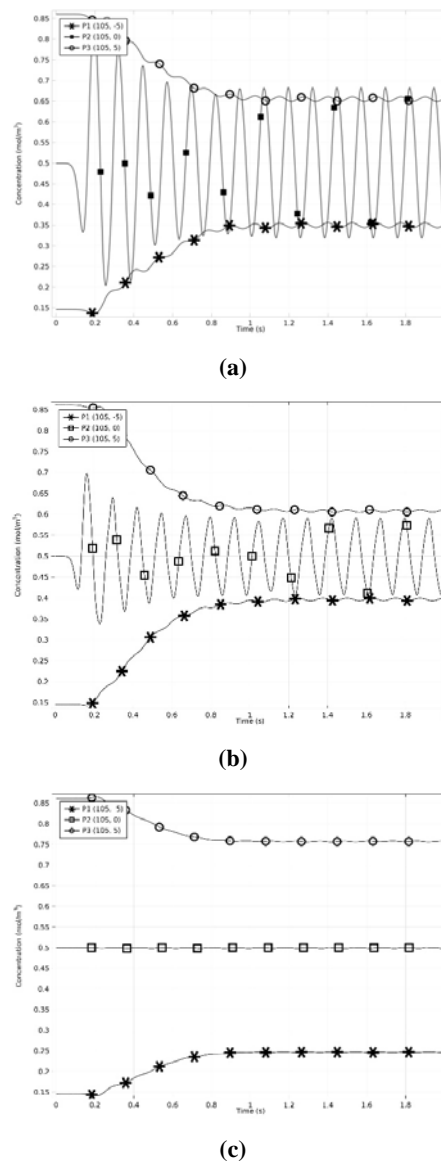 0.85
0.8
0.75
0.7
0.65
0.6
0.55
0.5
0.45
0.4
0.35
0.3
0.25
0.2
0.15
Concentration (mol/m³)
P1 (105, -5)
P2 (105, 0)
P3 (105, 5)
0 0.2 0.4 0.6 0.8 1 1.2 1.4 1.6 1.8
Time (s)
(a)
0.85
0.8
0.75
0.7
0.65
0.6
0.55
0.5
0.45
0.4
0.35
0.3
0.25
0.2
0.15
Concentration (mol/m³)
P1 (105, -5)
P2 (105, 0)
P3 (105, 5)
0 0.2 0.4 0.6 0.8 1 1.2 1.4 1.6 1.8
Time (s)
(b)
0.85
0.8
0.75
0.7
0.65
0.6
0.55
0.5
0.45
0.4
0.35
0.3
0.25
0.2
0.15
Concentration (mol/m³)
P1 (105, 5)
P2 (105, 0)
P3 (105, 5)
0 0.2 0.4 0.6 0.8 1 1.2 1.4 1.6 1.8
Time (s)
(c)